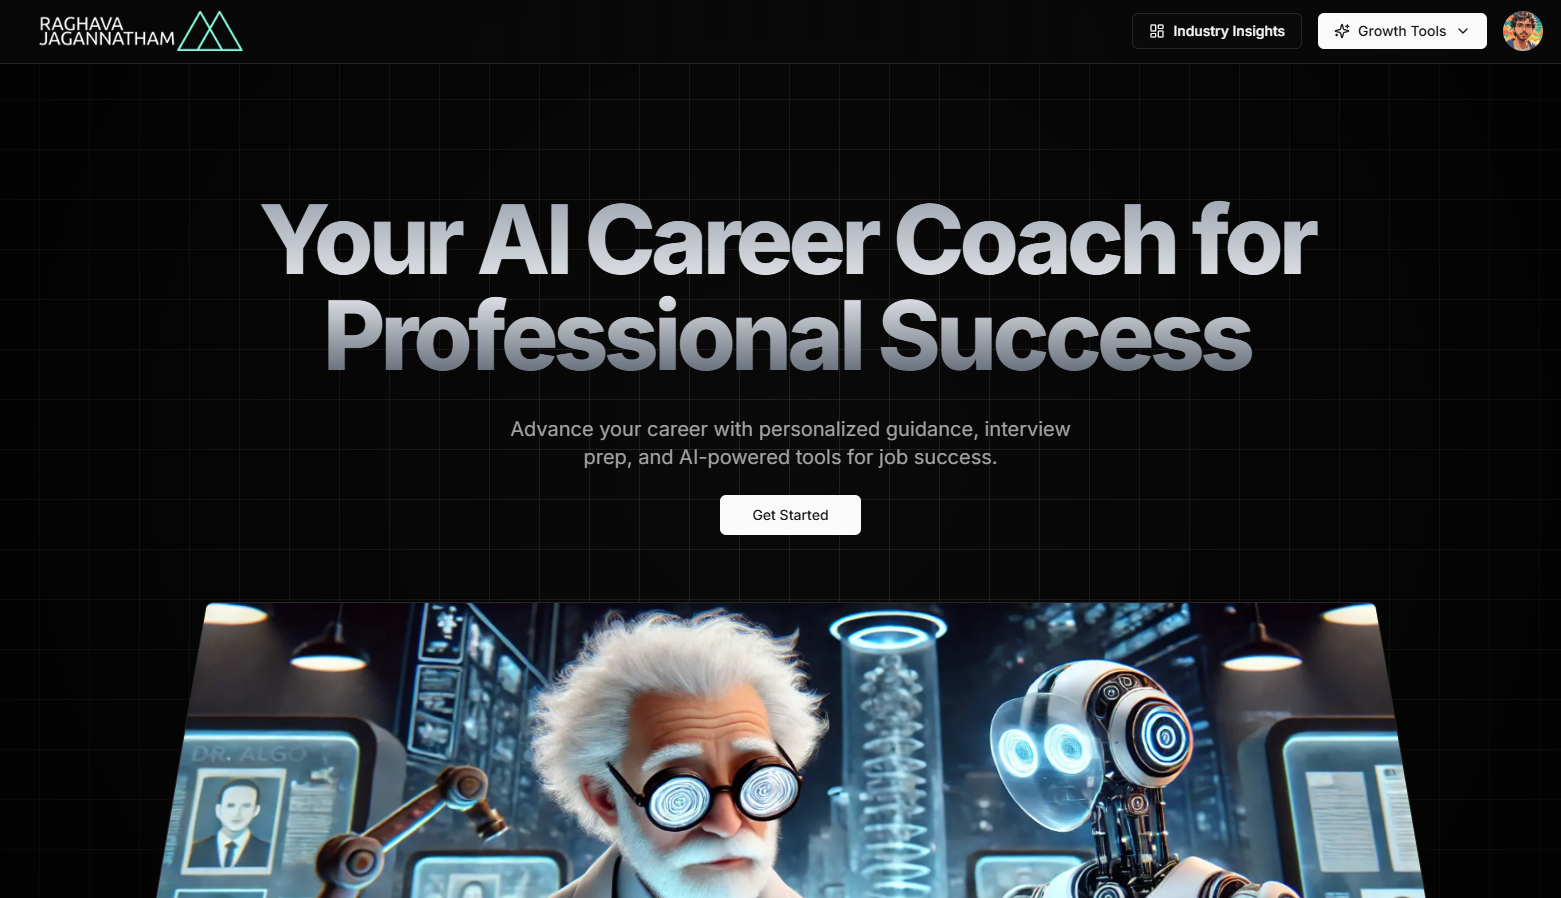 RAGHAVA
JAGANNATHAM
Industry Insights
Growth Tools
Your AI Career Coach for
Professional Success
Advance your career with personalized guidance, interview
prep, and AI-powered tools for job success.
Get Started
DR. ALGO